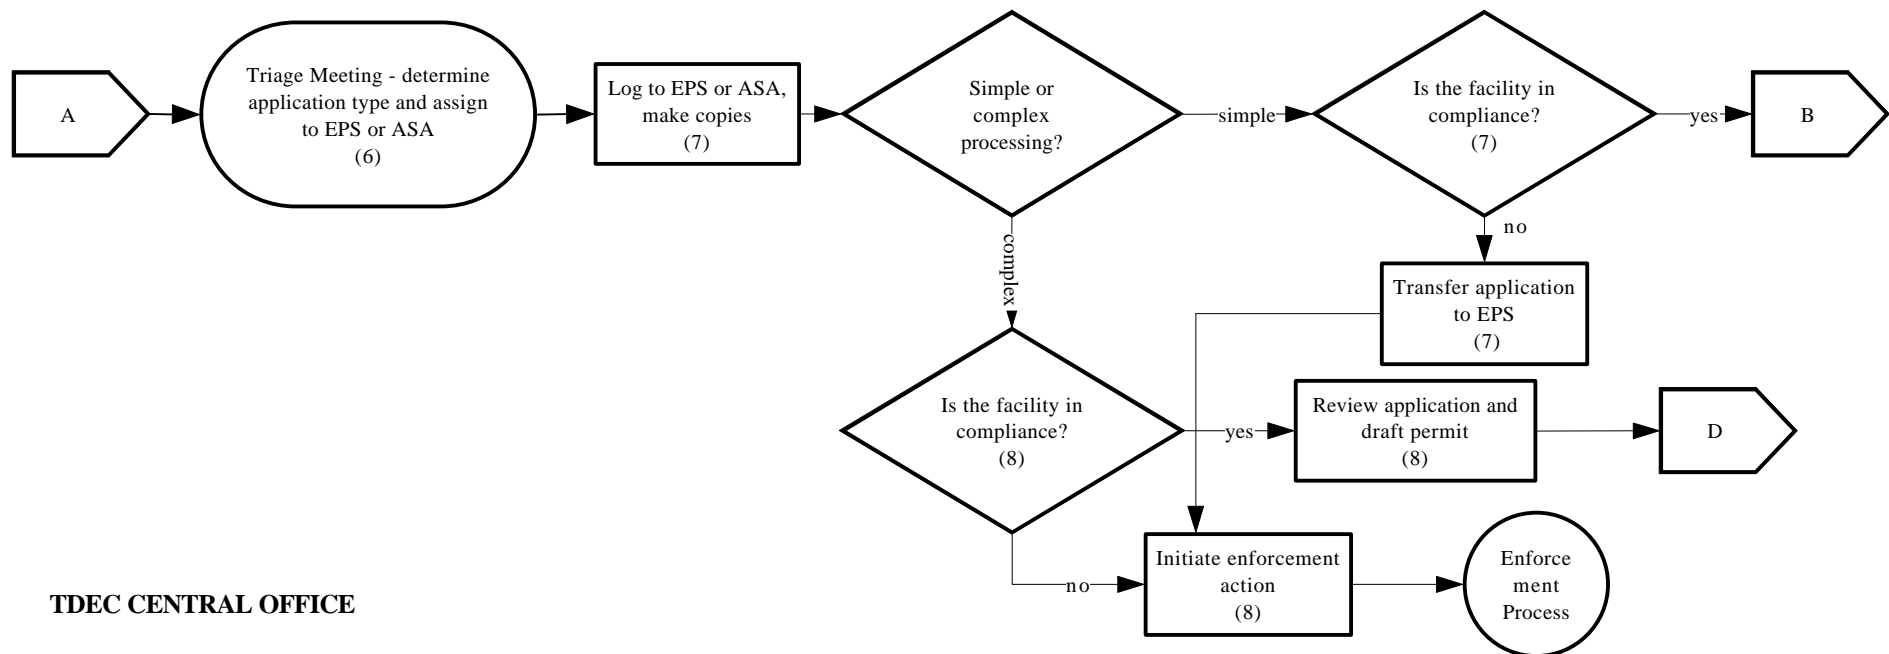 A
Triage Meeting - determine
application type and assign
to EPS or ASA
(6)
Log to EPS or ASA,
make copies
(7)
Simple or
complex
processing?
simple
Is the facility in
compliance?
(7)
yes
B
no
complex
Transfer application
to EPS
(7)
Is the facility in
compliance?
(8)
yes
Review application and
draft permit
(8)
D
no
Initiate enforcement
action
(8)
Enforce
ment
Process
TDEC CENTRAL OFFICE